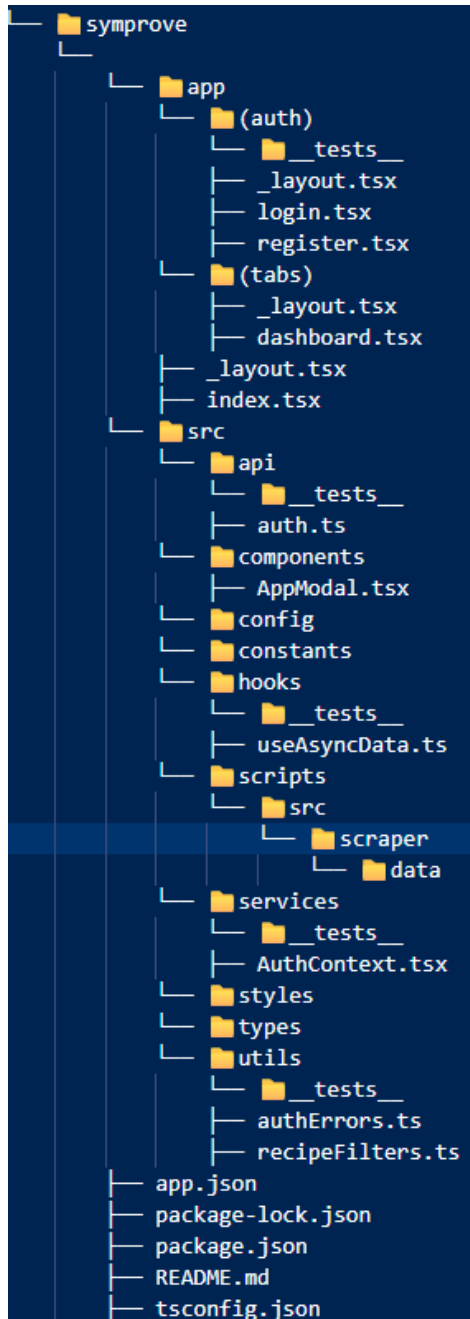 symprove
app
(auth)
__tests__
_layout.tsx
login.tsx
register.tsx
(tabs)
_layout.tsx
dashboard.tsx
_layout.tsx
index.tsx
src
api
__tests__
auth.ts
components
AppModal.tsx
config
constants
hooks
__tests__
useAsyncData.ts
scripts
src
scraper
data
services
__tests__
AuthContext.tsx
styles
types
utils
__tests__
authErrors.ts
recipeFilters.ts
app.json
package-lock.json
package.json
README.md
tsconfig.json